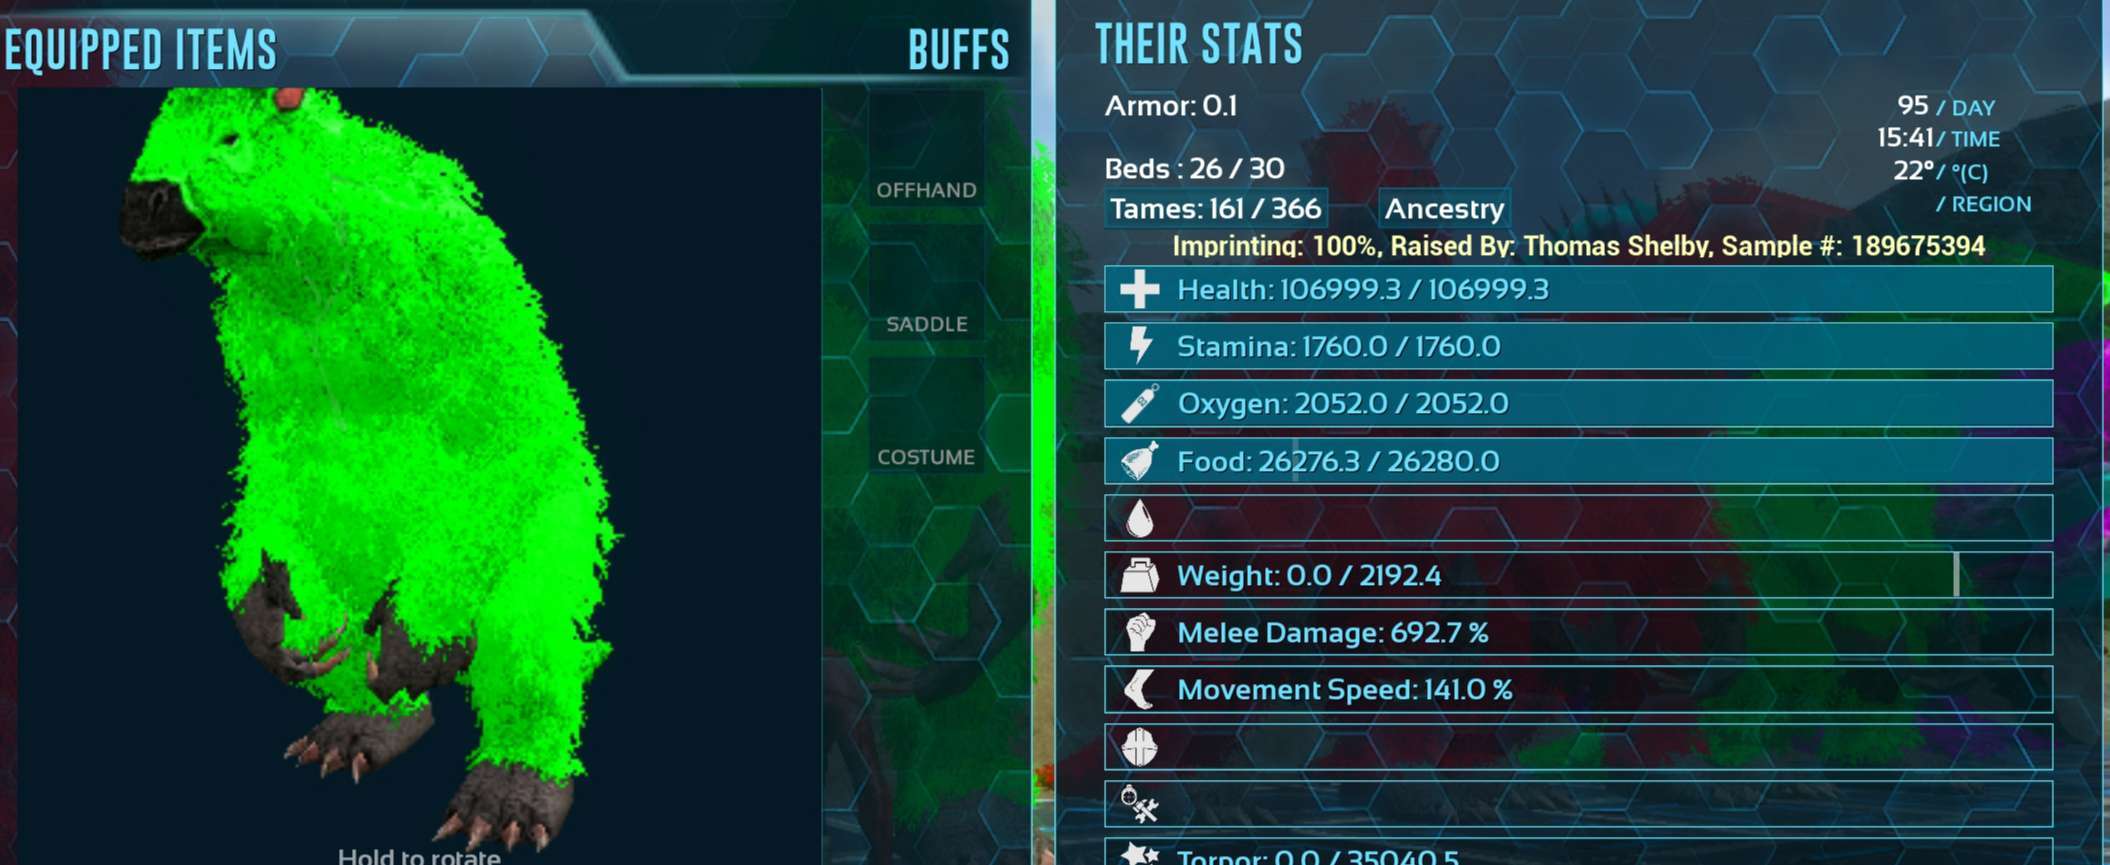 EQUIPPED ITEMS
BUFFS
OFFHAND
SADDLE
COSTUME
Hold to rotate
THEIR STATS
Armor: 0.1
95 / DAY
15:41/ TIME
Beds : 26 / 30
22°/ °(C)
/ REGION
Tames: 161 / 366
Ancestry
Imprinting: 100%, Raised By: Thomas Shelby, Sample #: 189675394
Health: 106999.3 / 106999.3
Stamina: 1760.0 / 1760.0
Oxygen: 2052.0 / 2052.0
Food: 26276.3 / 26280.0
Weight: 0.0 / 2192.4
Melee Damage: 692.7 %
Movement Speed: 141.0 %
Torpor: 0.0 / 35040.5